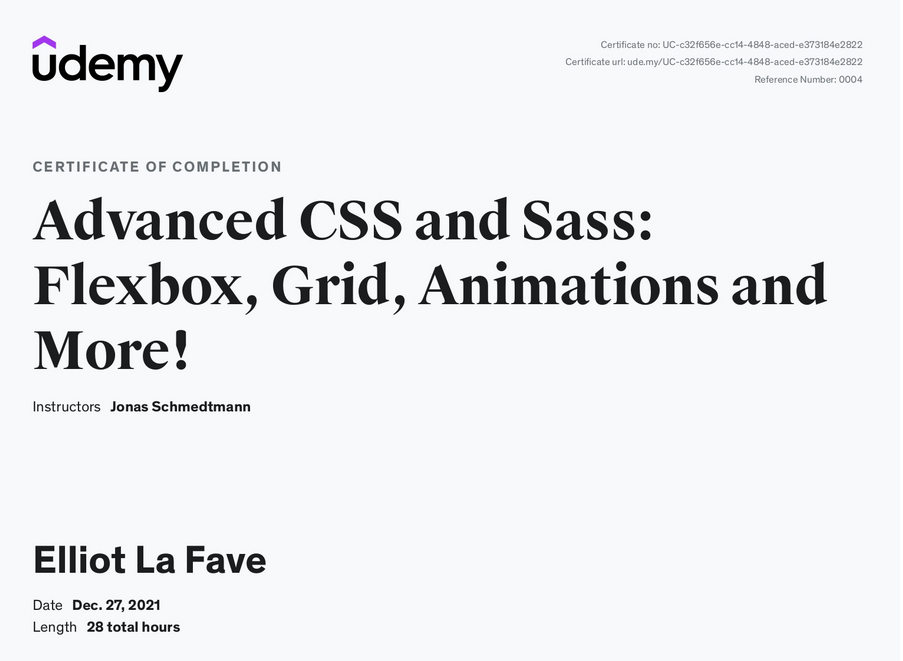 udemy
Certificate no: UC-c32f656e-cc14-4848-aced-e373184e2822
Certificate url: ude.my/UC-c32f656e-cc14-4848-aced-e373184e2822
Reference Number: 0004
CERTIFICATE OF COMPLETION
Advanced CSS and Sass:
Flexbox, Grid, Animations and
More!
Instructors Jonas Schmedtmann
Elliot La Fave
Date Dec. 27, 2021
Length 28 total hours